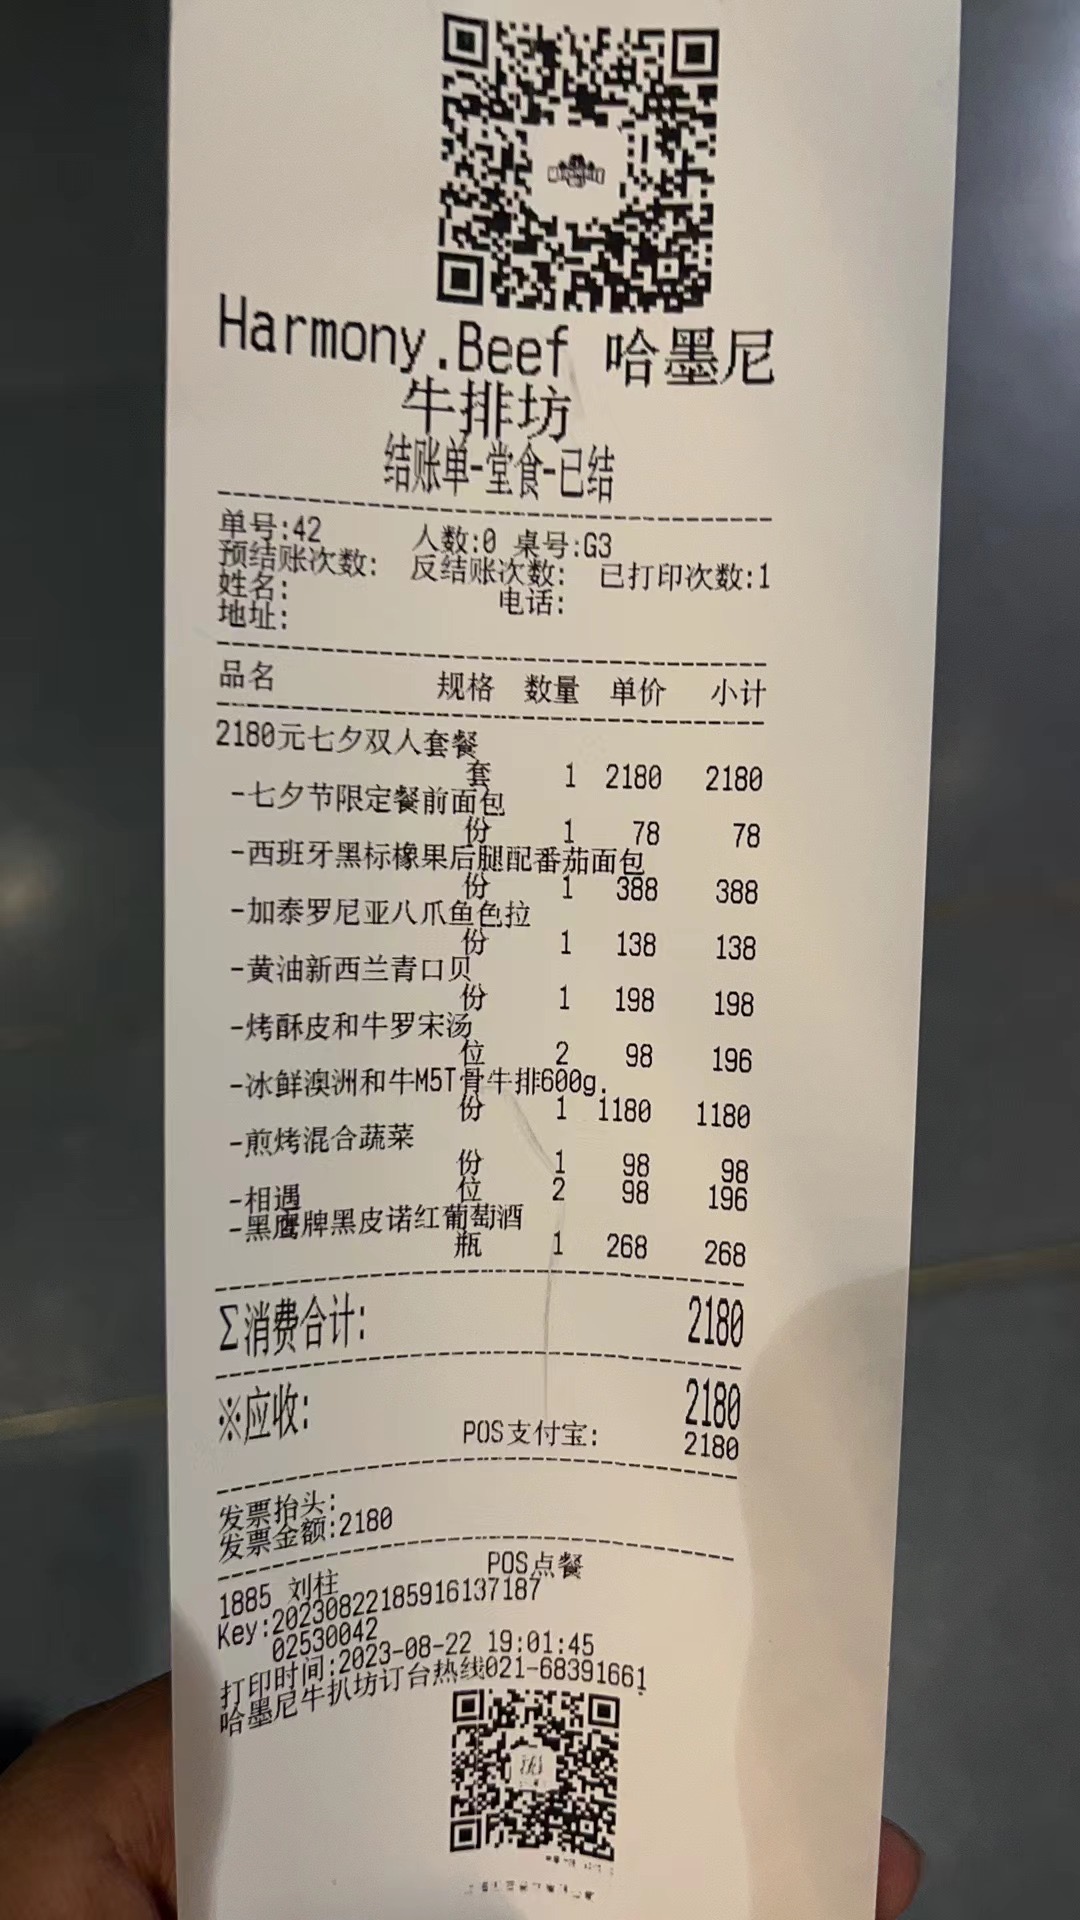 Harmony.Beef 哈墨尼
牛排坊
结账单-堂食-已结
单号:42 人数:0 桌号:G3
预结账次数: 反结账次数: 已打印次数:1
姓名: 电话:
地址:
品名 规格 数量 单价 小计
2180元七夕双人套餐
套 1 2180 2180
-七夕节限定餐前面包
份 1 78 78
-西班牙黑标橡果后腿配番茄面包
份 1 388 388
-加泰罗尼亚八爪鱼色拉
份 1 138 138
-黄油新西兰青口贝
份 1 198 198
-烤酥皮和牛罗宋汤
位 2 98 196
-冰鲜澳洲和牛M5T骨牛排600g.
份 1 1180 1180
-煎烤混合蔬菜
份 1 98 98
-相遇 位 2 98 196
-黑鹰牌黑皮诺红葡萄酒
瓶 1 268 268
Σ消费合计: 2180
※应收: 2180
POS支付宝: 2180
发票抬头:
发票金额:2180
POS点餐
1885 刘柱
Key:20230822185916137187
02530042
打印时间:2023-08-22 19:01:45
哈墨尼牛扒坊订台热线021-68391661